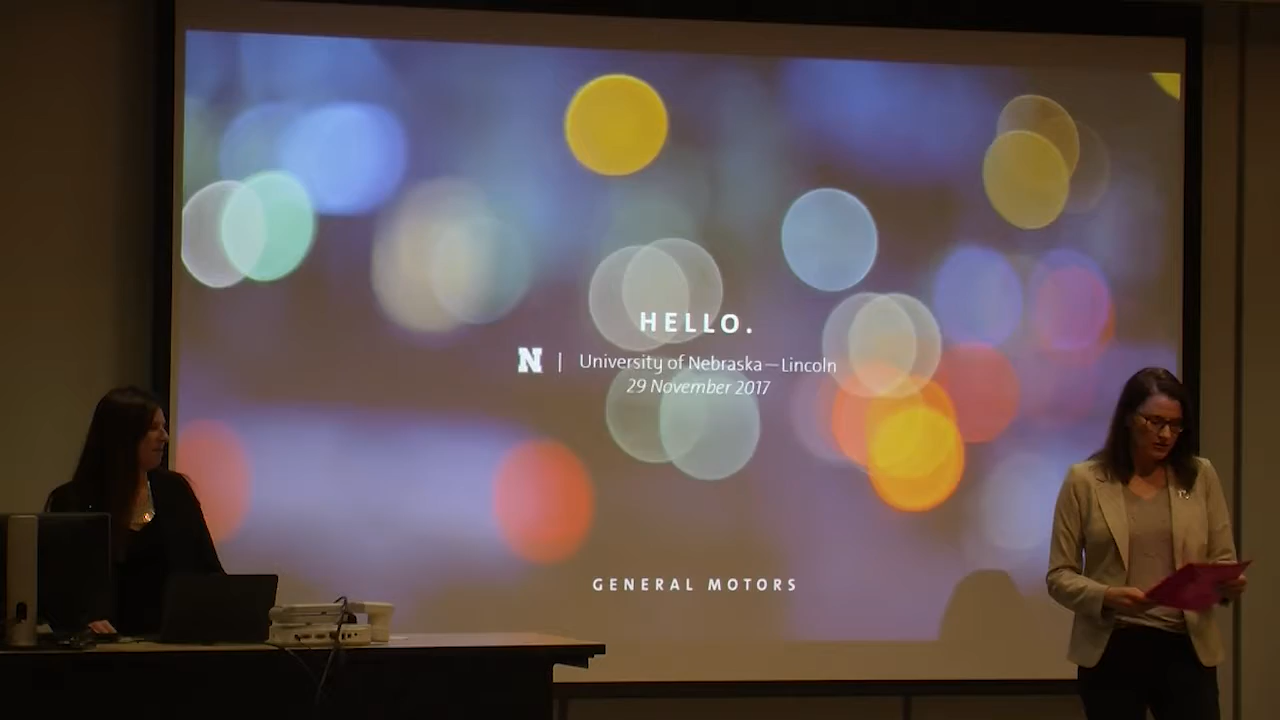 HELLO.
N | University of Nebraska—Lincoln
29 November 2017
GENERAL MOTORS